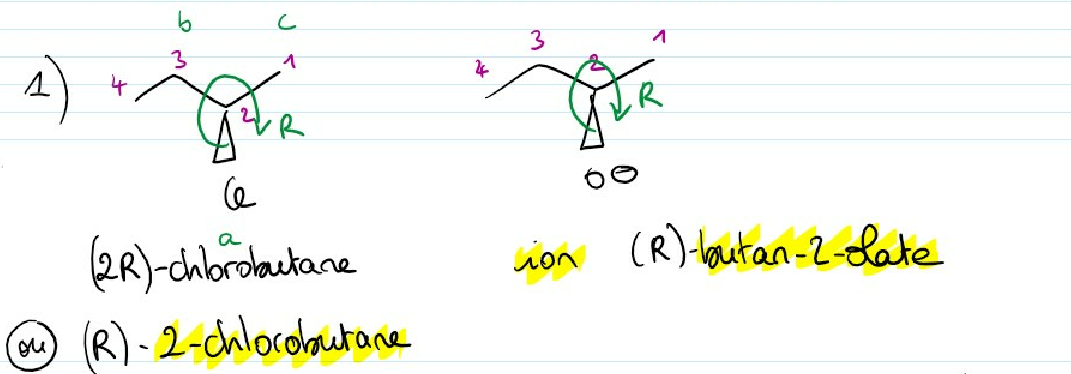 b c
1) 4 3 2 1 R 4 3 2 1 R
Cl O⊖
a
(2R)-chlorobutane ion (R)-butan-2-olate
ou (R)-2-chlorobutane